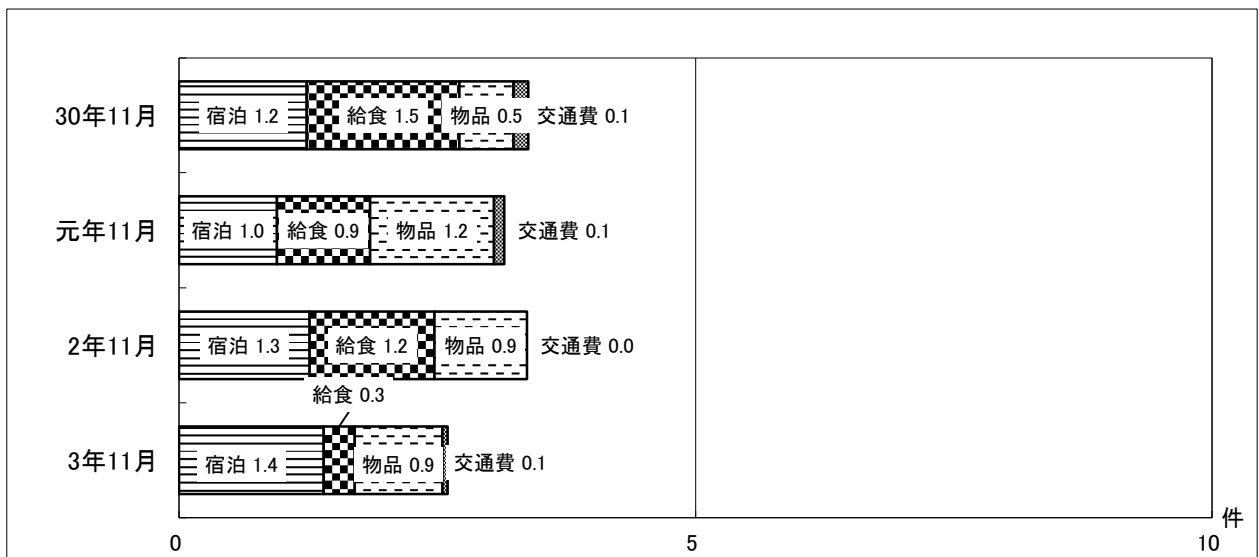 30年11月
宿泊 1.2
給食 1.5
物品 0.5
交通費 0.1
元年11月
宿泊 1.0
給食 0.9
物品 1.2
交通費 0.1
2年11月
宿泊 1.3
給食 1.2
物品 0.9
交通費 0.0
給食 0.3
3年11月
宿泊 1.4
物品 0.9
交通費 0.1
件
0
5
10